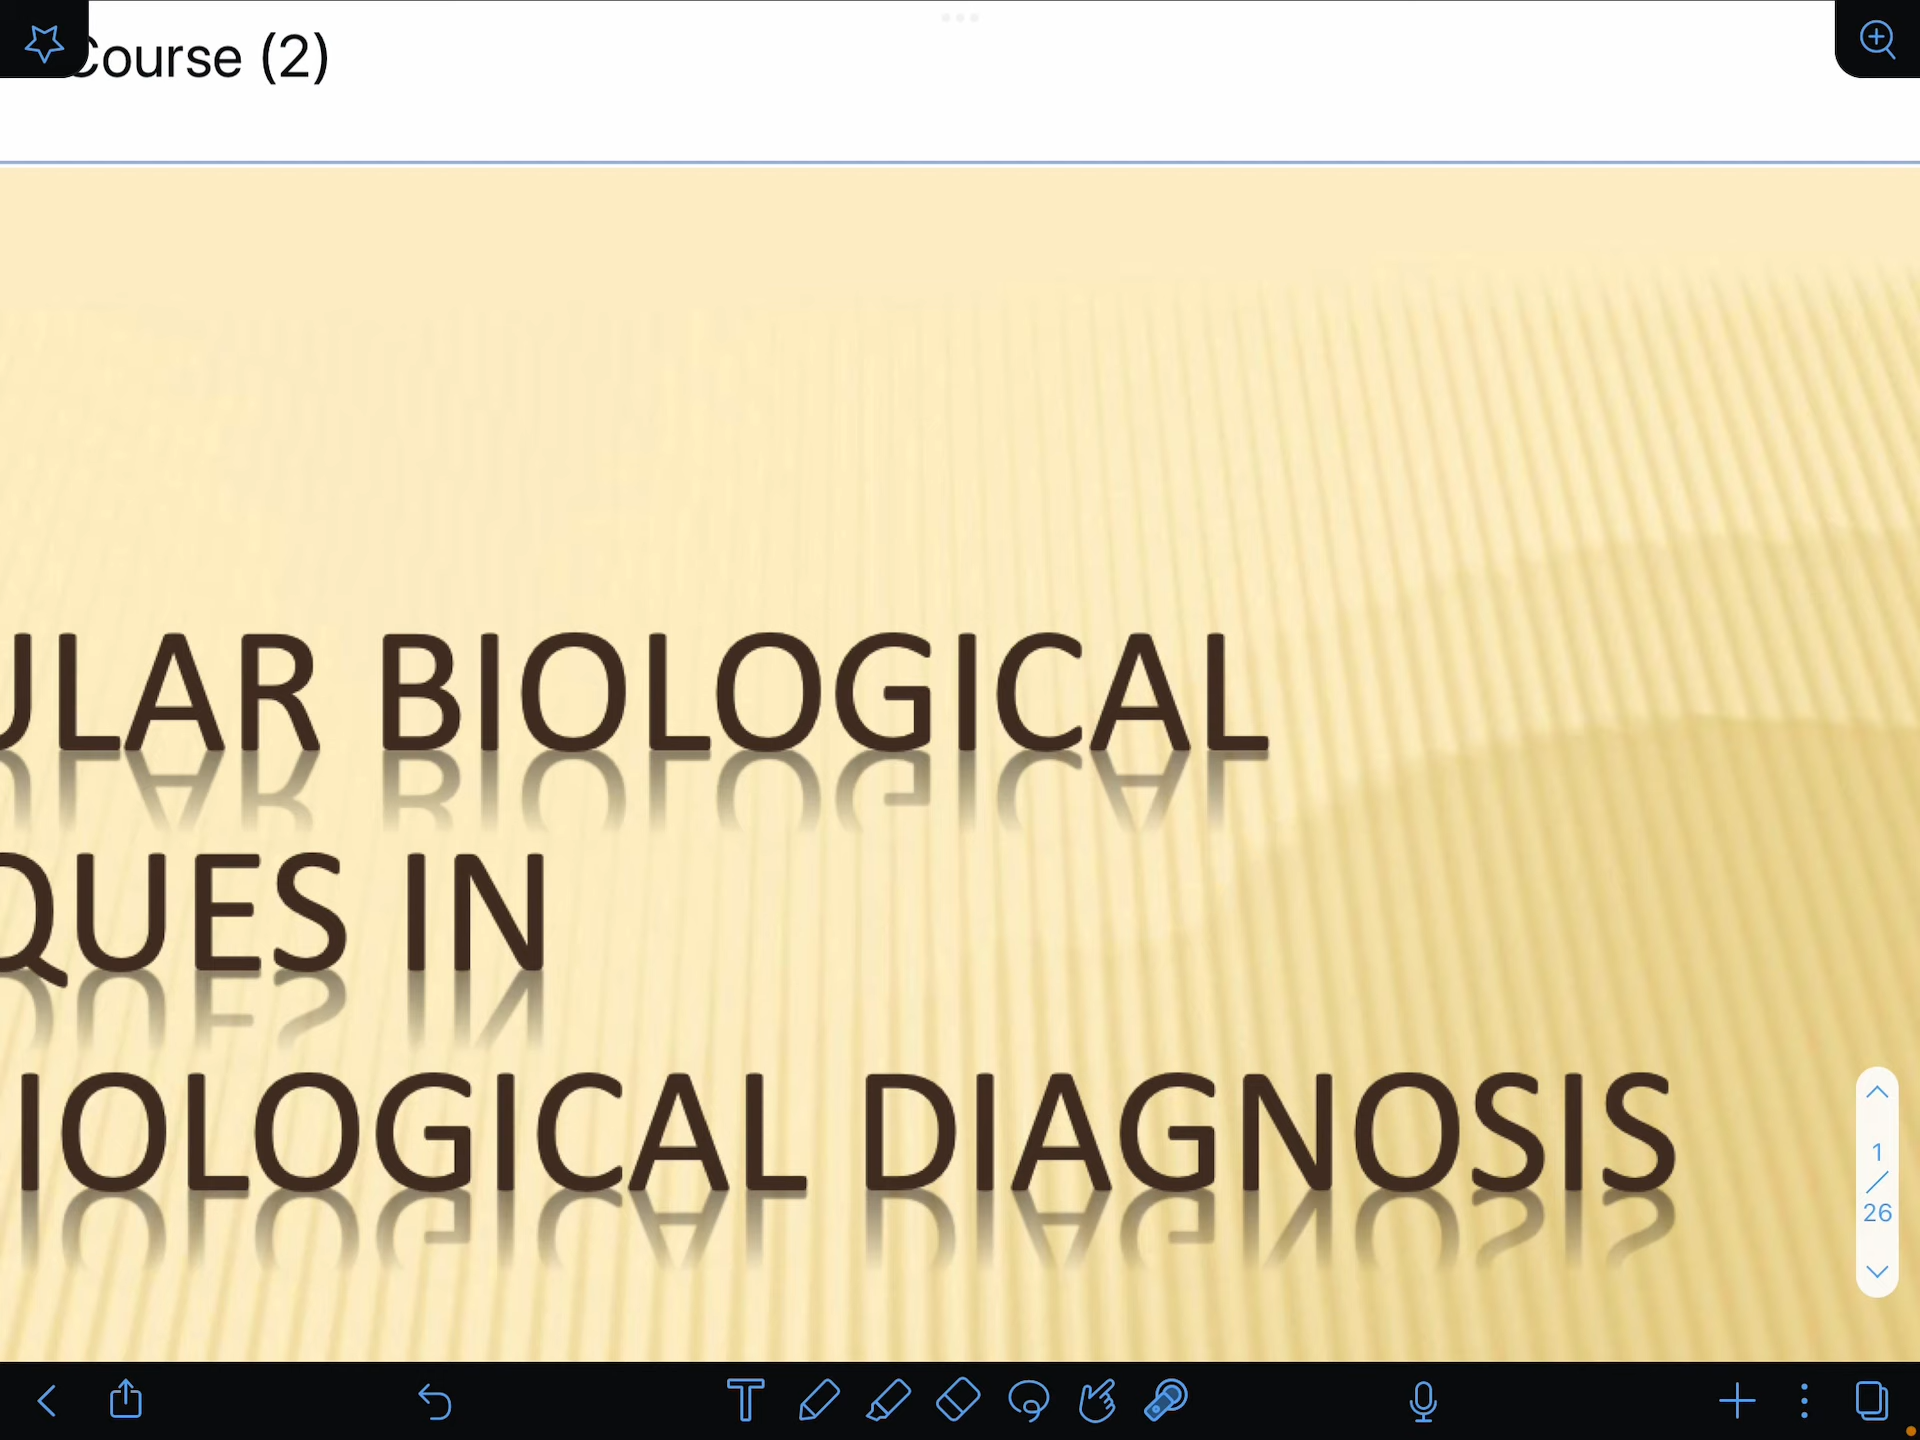 Course (2)
ULAR BIOLOGICAL
QUES IN
IOLOGICAL DIAGNOSIS
1
/
26